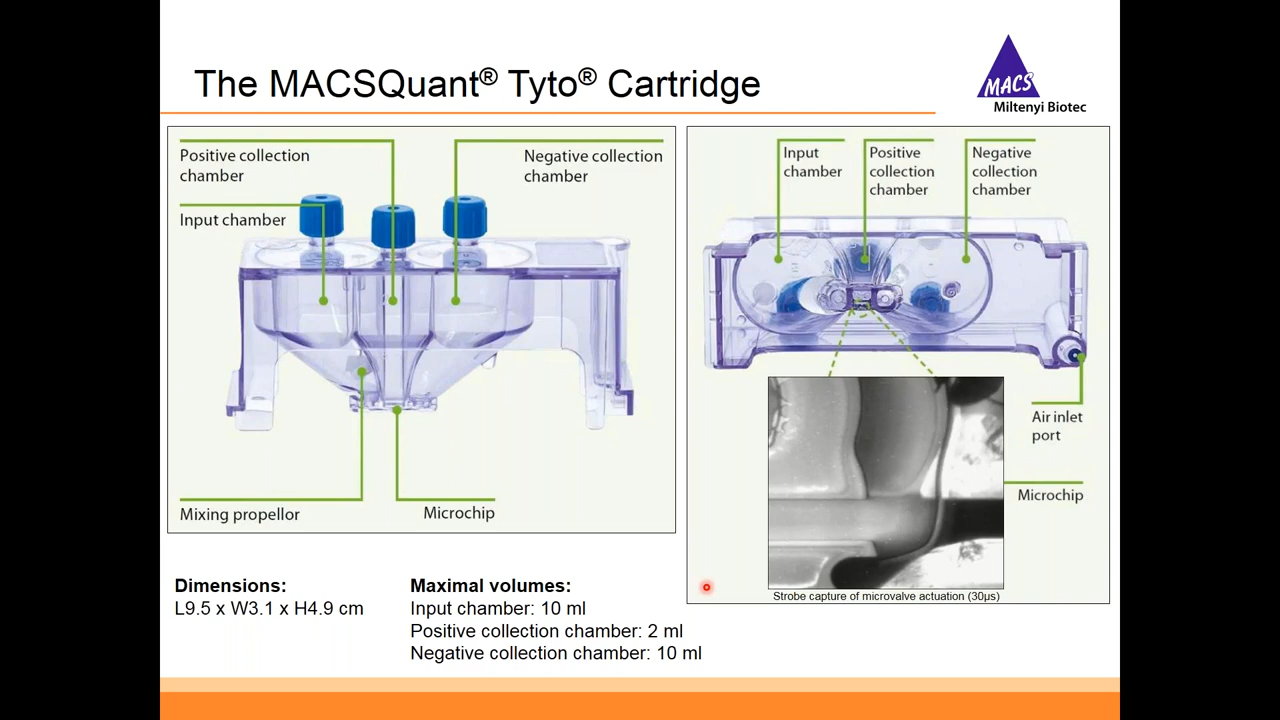 The MACSQuant® Tyto® Cartridge
MACS
Miltenyi Biotec
Positive collection
chamber
Negative collection
chamber
Input chamber
Mixing propellor
Microchip
Input
chamber
Positive
collection
chamber
Negative
collection
chamber
Air inlet
port
Microchip
Strobe capture of microvalve actuation (30µs)
Dimensions:
L9.5 x W3.1 x H4.9 cm
Maximal volumes:
Input chamber: 10 ml
Positive collection chamber: 2 ml
Negative collection chamber: 10 ml